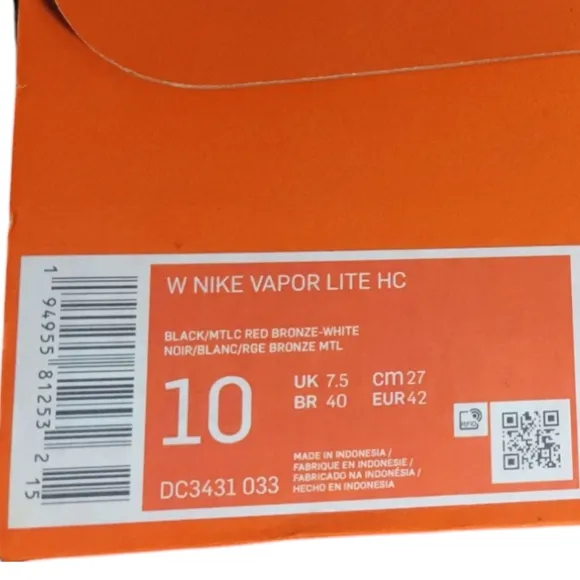 W NIKE VAPOR LITE HC
BLACK/MTLC RED BRONZE-WHITE
NOIR/BLANC/RGE BRONZE MTL
10
UK 7.5 cm 27
BR 40 EUR 42
DC3431 033
MADE IN INDONESIA /
FABRIQUE EN INDONESIE /
FABRICADO NA INDONÉSIA /
HECHO EN INDONESIA
RFID
1 94955 81253 2 15